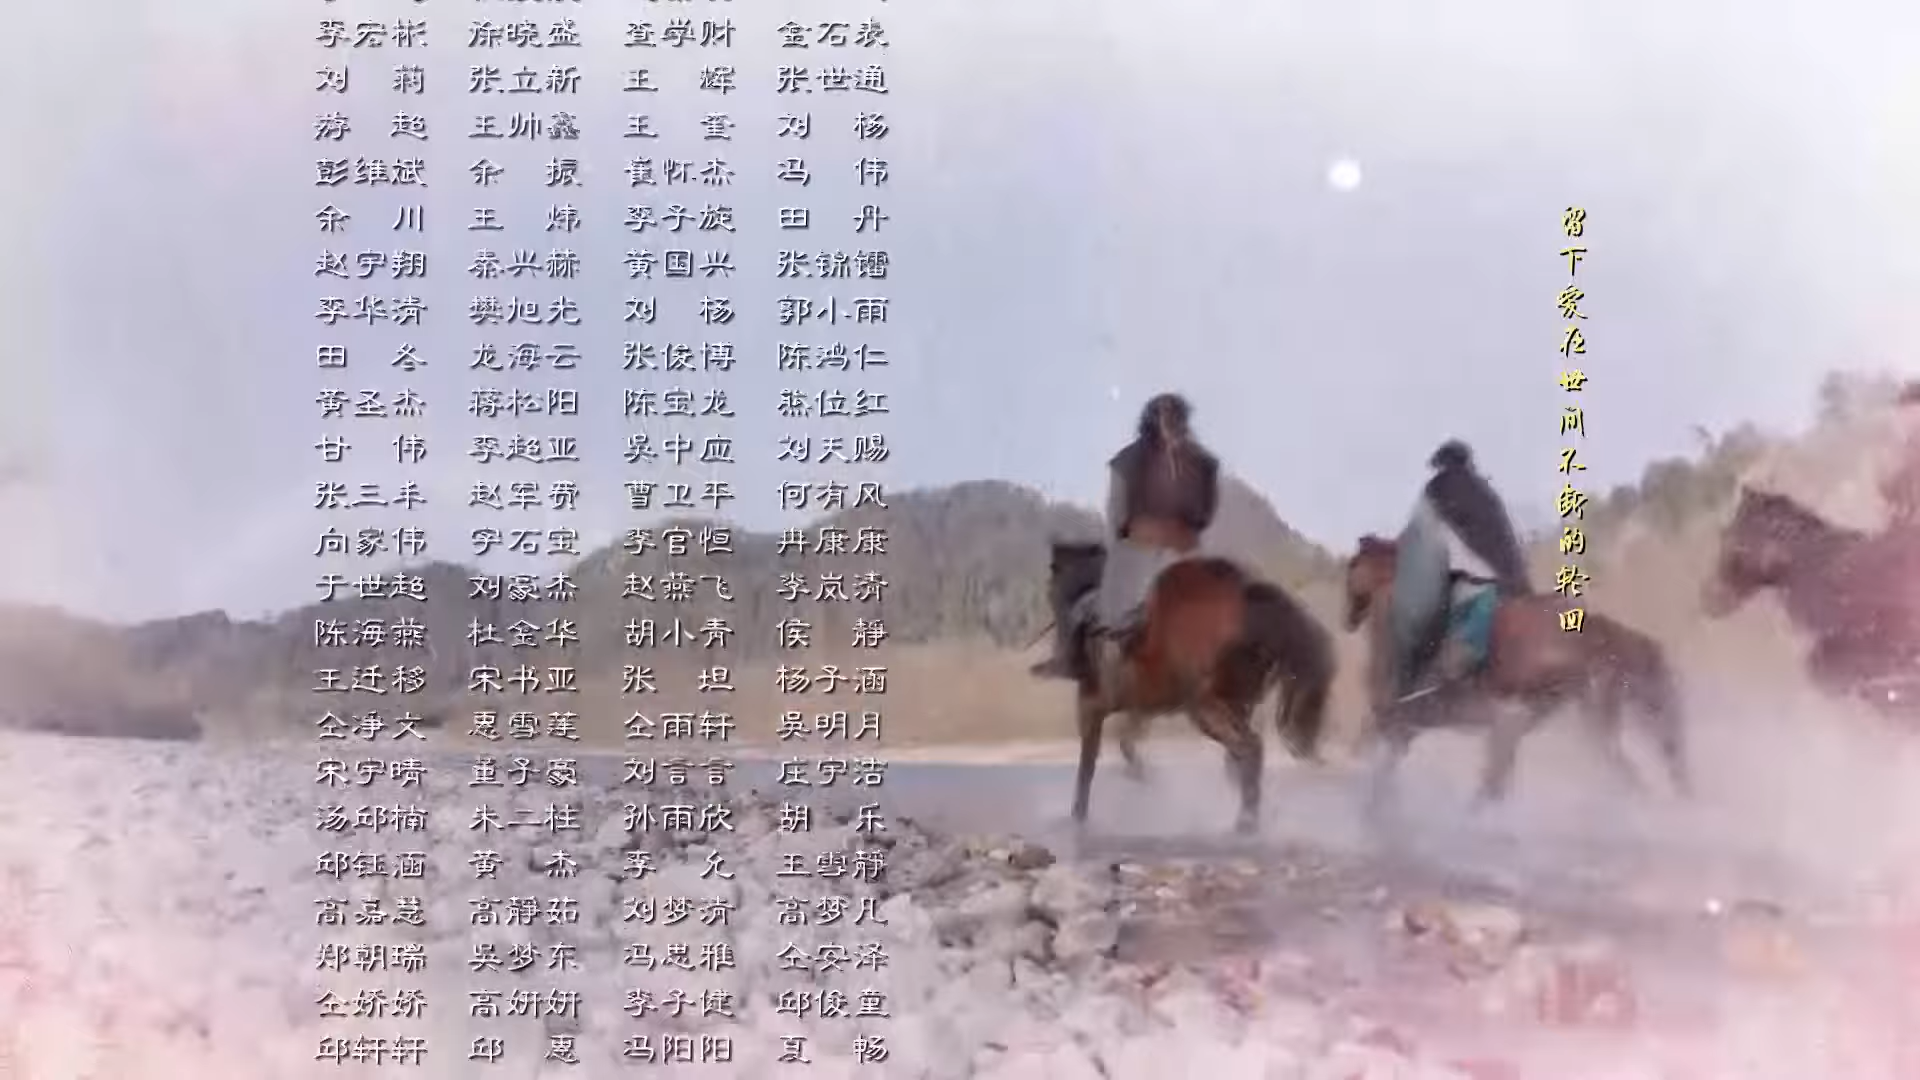 李宏彬 涂晓盛 查学财 金石表
刘 莉 张立新 王 辉 张世通
游 超 王帅鑫 王 奎 刘 杨
彭维斌 余 振 崔怀杰 冯 伟
余 川 王 炜 李子旋 田 丹
赵宇翔 秦兴赫 黄国兴 张锦镭
李华清 樊旭光 刘 杨 郭小雨
田 冬 龙海云 张俊博 陈鸿仁
黄圣杰 蒋松阳 陈宝龙 熊位红
甘 伟 李超亚 吴中应 刘天赐
张三丰 赵军费 曹卫平 何有风
向家伟 字石宝 李官恒 冉康康
于世超 刘豪杰 赵燕飞 李岚清
陈海燕 杜金华 胡小青 侯 静
王迁移 宋书亚 张 坦 杨子涵
仝净文 惠雪莲 仝雨轩 吴明月
宋宇晴 董子豪 刘言言 庄宇洁
汤邱楠 朱二柱 孙雨欣 胡 乐
邱钰涵 黄 杰 李 允 王雪静
高嘉慧 高静茹 刘梦清 高梦凡
郑朝瑞 吴梦东 冯思雅 仝安泽
仝娇娇 高妍妍 李子健 邱俊童
邱轩轩 邱 惠 冯阳阳 夏 畅
留下爱在世间不断的轮回